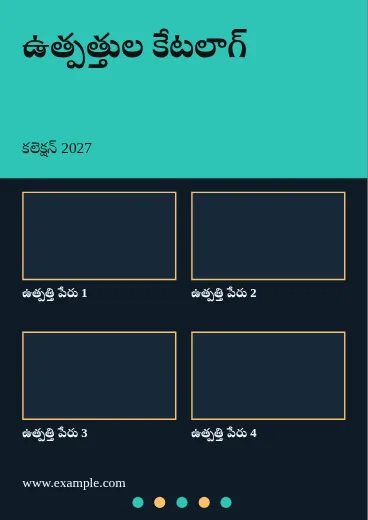 ఉత్పత్తుల కేటలాగ్
కలెక్షన్ 2027
ఉత్పత్తి పేరు 1
ఉత్పత్తి పేరు 2
ఉత్పత్తి పేరు 3
ఉత్పత్తి పేరు 4
www.example.com